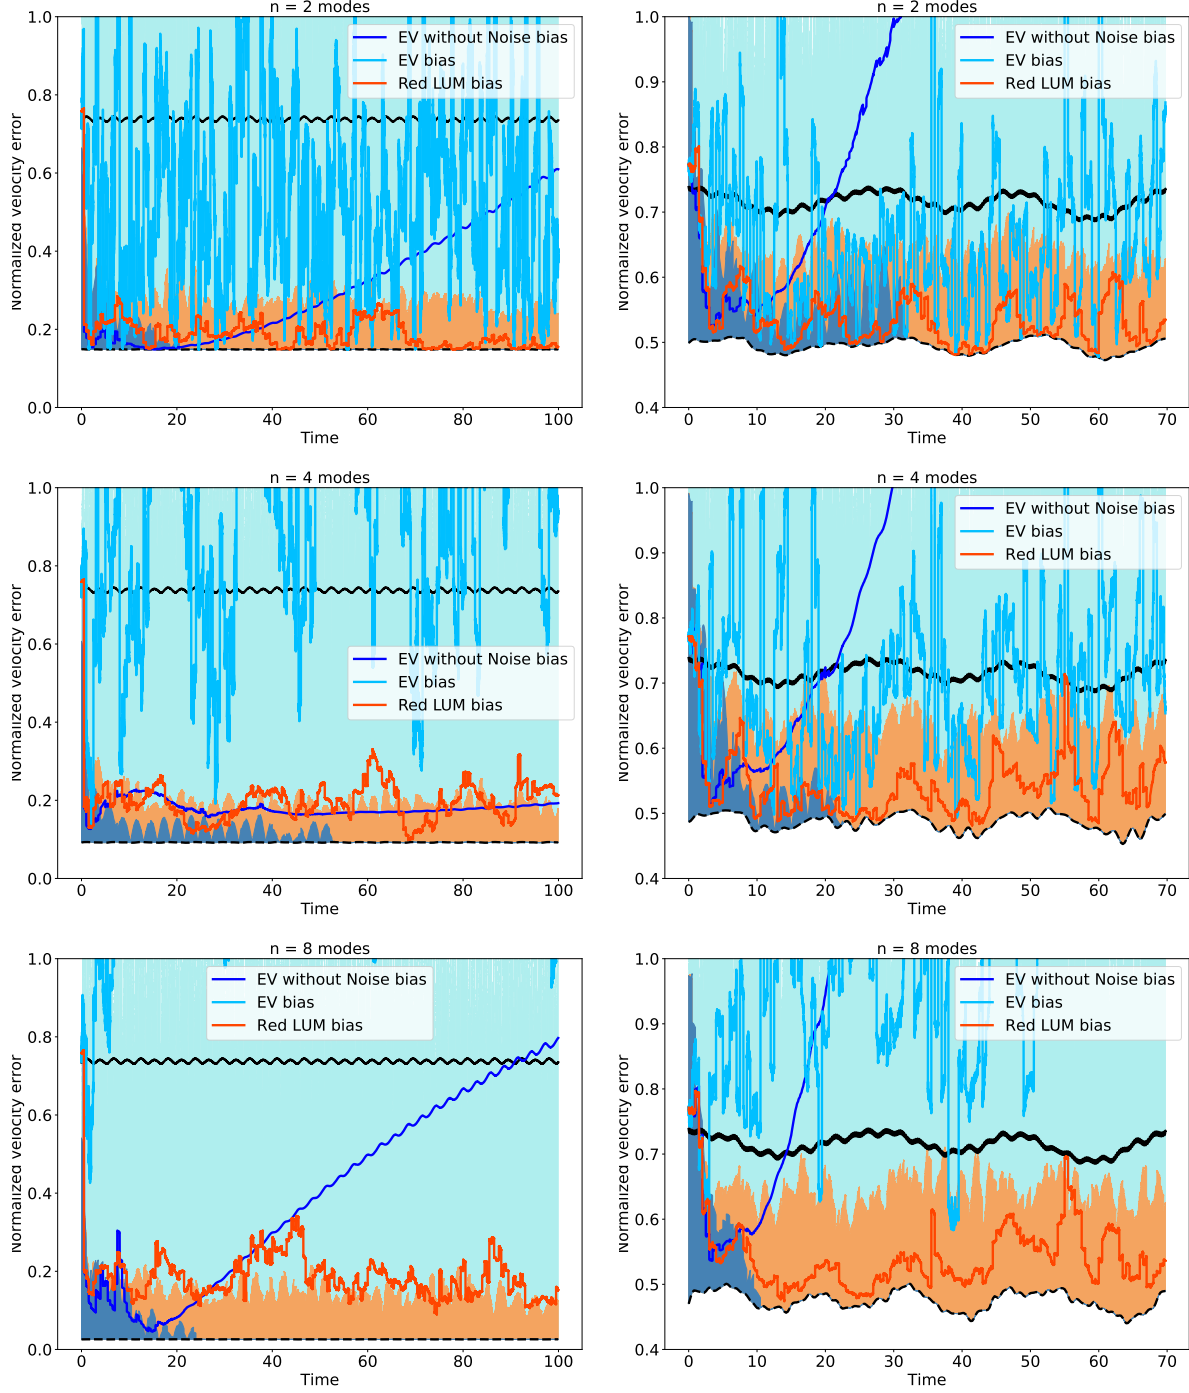 n = 2 modes
1.0
0.8
0.6
0.4
0.2
0.0
Normalized velocity error
EV without Noise bias
EV bias
Red LUM bias
0 20 40 60 80 100
Time
n = 2 modes
1.0
0.9
0.8
0.7
0.6
0.5
0.4
Normalized velocity error
EV without Noise bias
EV bias
Red LUM bias
0 10 20 30 40 50 60 70
Time
n = 4 modes
1.0
0.8
0.6
0.4
0.2
0.0
Normalized velocity error
EV without Noise bias
EV bias
Red LUM bias
0 20 40 60 80 100
Time
n = 4 modes
1.0
0.9
0.8
0.7
0.6
0.5
0.4
Normalized velocity error
EV without Noise bias
EV bias
Red LUM bias
0 10 20 30 40 50 60 70
Time
n = 8 modes
1.0
0.8
0.6
0.4
0.2
0.0
Normalized velocity error
EV without Noise bias
EV bias
Red LUM bias
0 20 40 60 80 100
Time
n = 8 modes
1.0
0.9
0.8
0.7
0.6
0.5
0.4
Normalized velocity error
EV without Noise bias
EV bias
Red LUM bias
0 10 20 30 40 50 60 70
Time